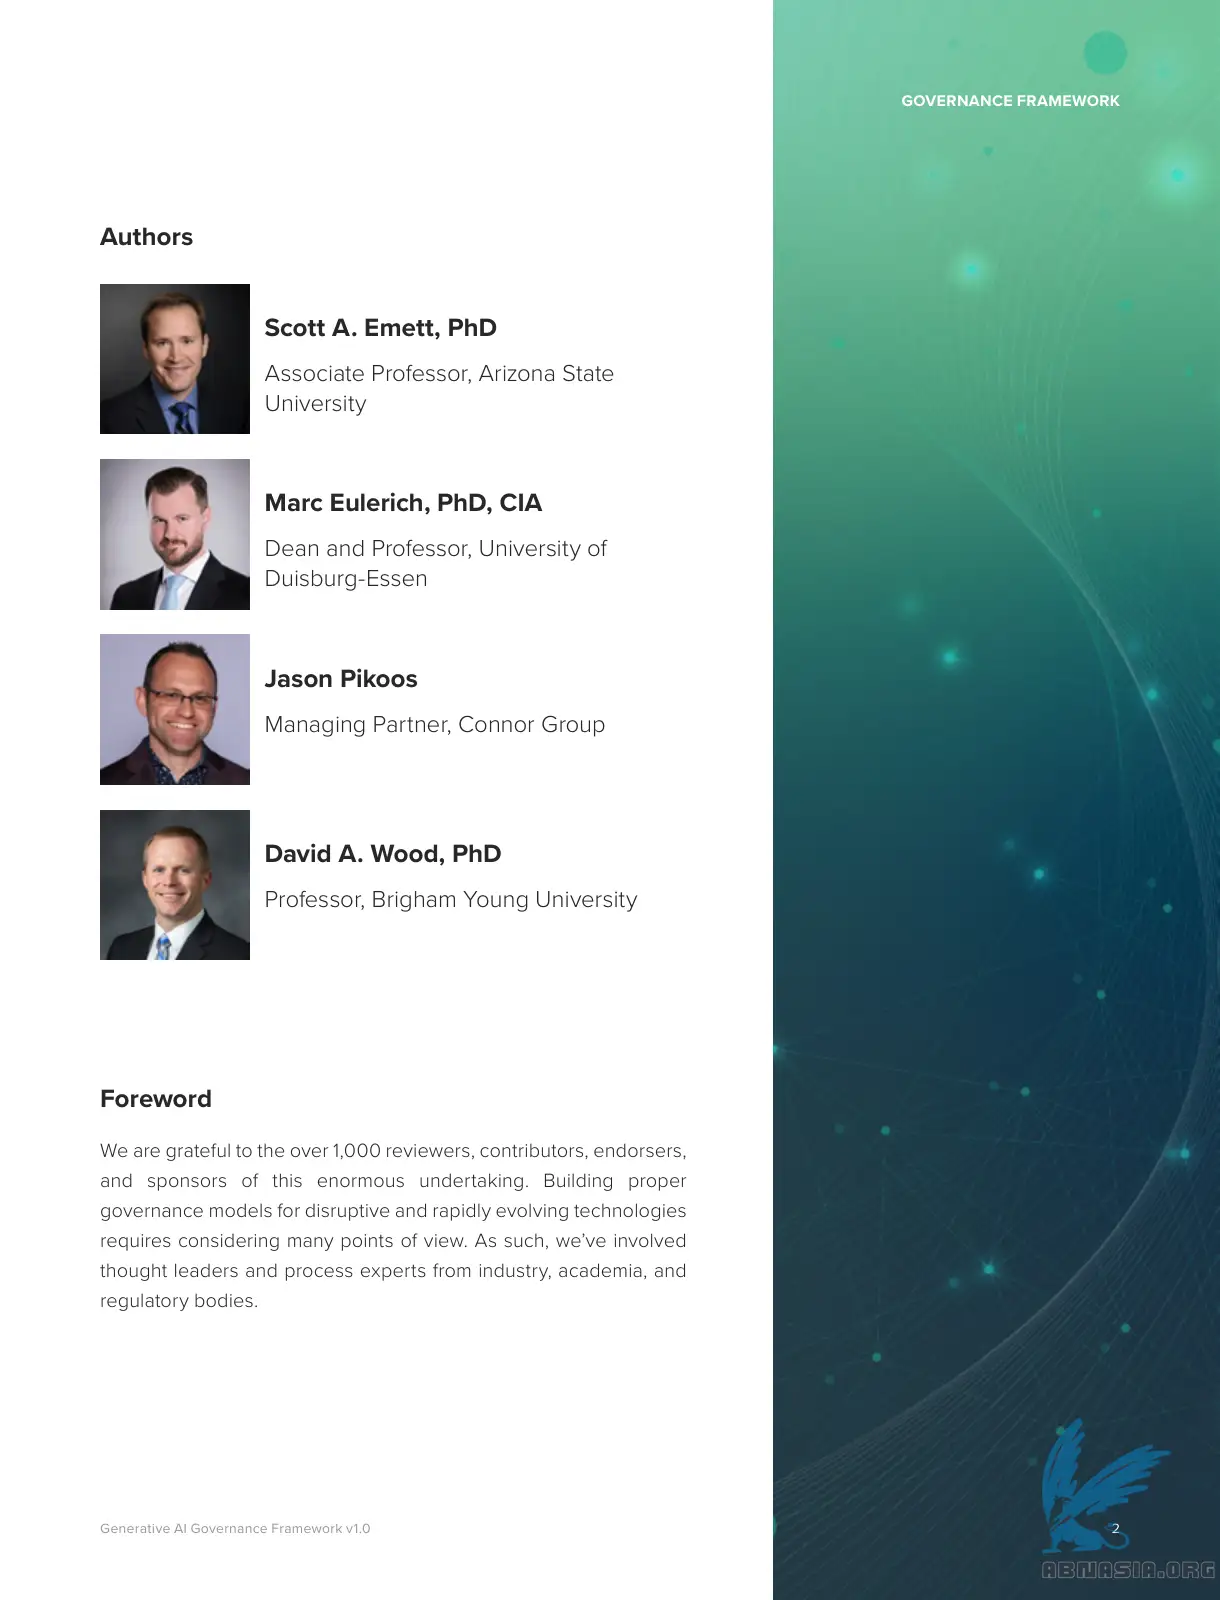 GOVERNANCE FRAMEWORK
Authors
Scott A. Emett, PhD
Associate Professor, Arizona State
University
Marc Eulerich, PhD, CIA
Dean and Professor, University of
Duisburg-Essen
Jason Pikoos
Managing Partner, Connor Group
David A. Wood, PhD
Professor, Brigham Young University
Foreword
We are grateful to the over 1,000 reviewers, contributors, endorsers,
and sponsors of this enormous undertaking. Building proper
governance models for disruptive and rapidly evolving technologies
requires considering many points of view. As such, we’ve involved
thought leaders and process experts from industry, academia, and
regulatory bodies.
Generative AI Governance Framework v1.0
2
ABNASIA.ORG